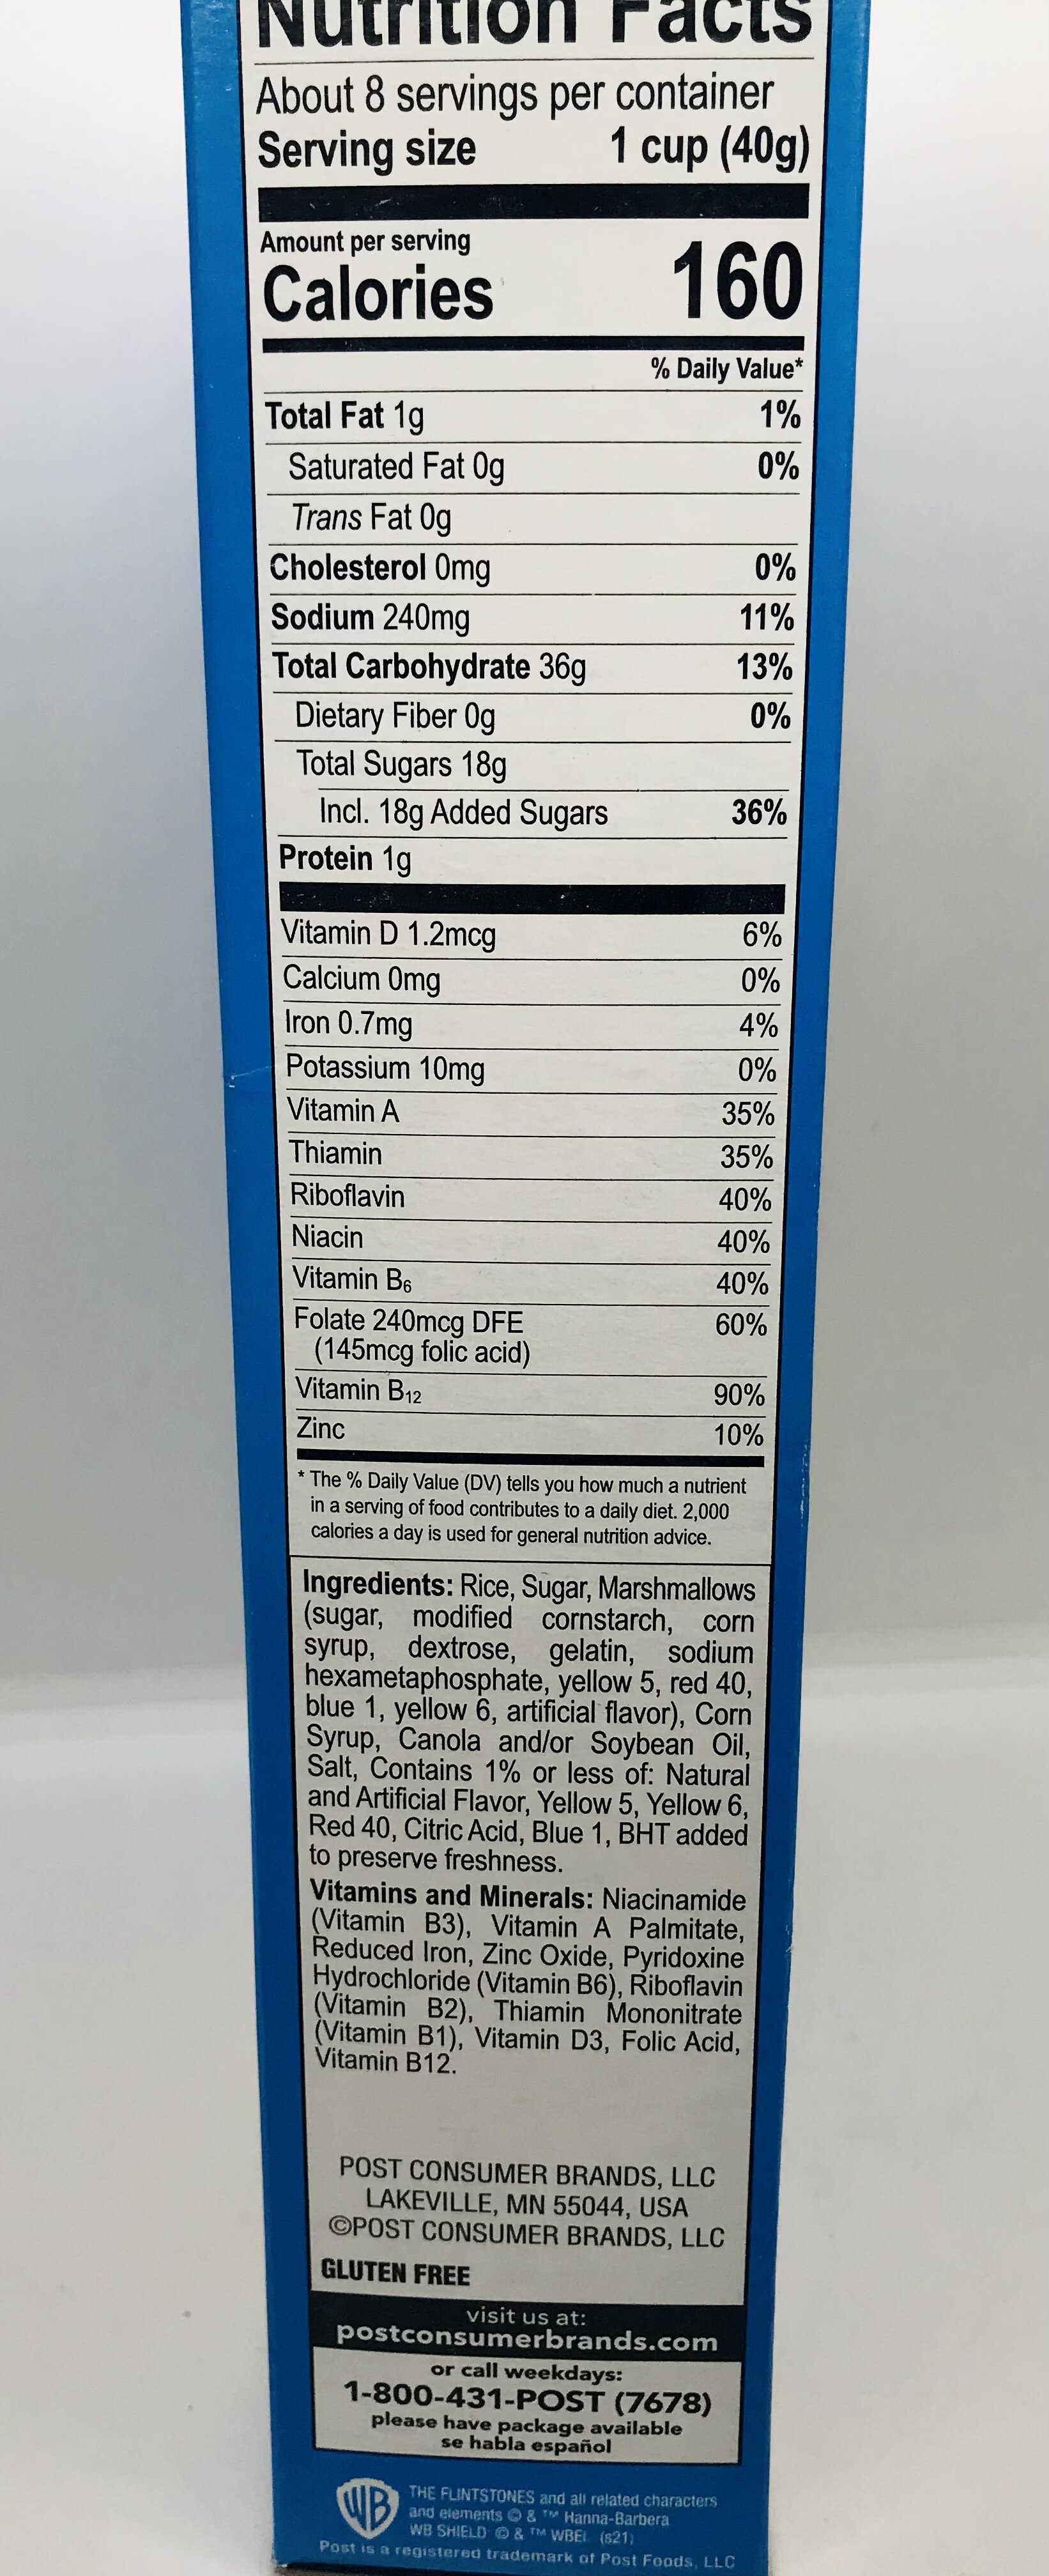 Nutrition Facts
About 8 servings per container
Serving size 1 cup (40g)
Amount per serving
Calories 160
% Daily Value*
Total Fat 1g 1%
Saturated Fat 0g 0%
Trans Fat 0g
Cholesterol 0mg 0%
Sodium 240mg 11%
Total Carbohydrate 36g 13%
Dietary Fiber 0g 0%
Total Sugars 18g
Incl. 18g Added Sugars 36%
Protein 1g
Vitamin D 1.2mcg 6%
Calcium 0mg 0%
Iron 0.7mg 4%
Potassium 10mg 0%
Vitamin A 35%
Thiamin 35%
Riboflavin 40%
Niacin 40%
Vitamin B6 40%
Folate 240mcg DFE 60%
(145mcg folic acid)
Vitamin B12 90%
Zinc 10%
* The % Daily Value (DV) tells you how much a nutrient
in a serving of food contributes to a daily diet. 2,000
calories a day is used for general nutrition advice.
Ingredients: Rice, Sugar, Marshmallows
(sugar, modified cornstarch, corn
syrup, dextrose, gelatin, sodium
hexametaphosphate, yellow 5, red 40,
blue 1, yellow 6, artificial flavor), Corn
Syrup, Canola and/or Soybean Oil,
Salt, Contains 1% or less of: Natural
and Artificial Flavor, Yellow 5, Yellow 6,
Red 40, Citric Acid, Blue 1, BHT added
to preserve freshness.
Vitamins and Minerals: Niacinamide
(Vitamin B3), Vitamin A Palmitate,
Reduced Iron, Zinc Oxide, Pyridoxine
Hydrochloride (Vitamin B6), Riboflavin
(Vitamin B2), Thiamin Mononitrate
(Vitamin B1), Vitamin D3, Folic Acid,
Vitamin B12.
POST CONSUMER BRANDS, LLC
LAKEVILLE, MN 55044, USA
©POST CONSUMER BRANDS, LLC
GLUTEN FREE
visit us at:
postconsumerbrands.com
or call weekdays:
1-800-431-POST (7678)
please have package available
se habla español
WB
THE FLINTSTONES and all related characters
and elements © & ™ Hanna-Barbera
WB SHIELD © & ™ WBEI. (s21)
Post is a registered trademark of Post Foods, LLC